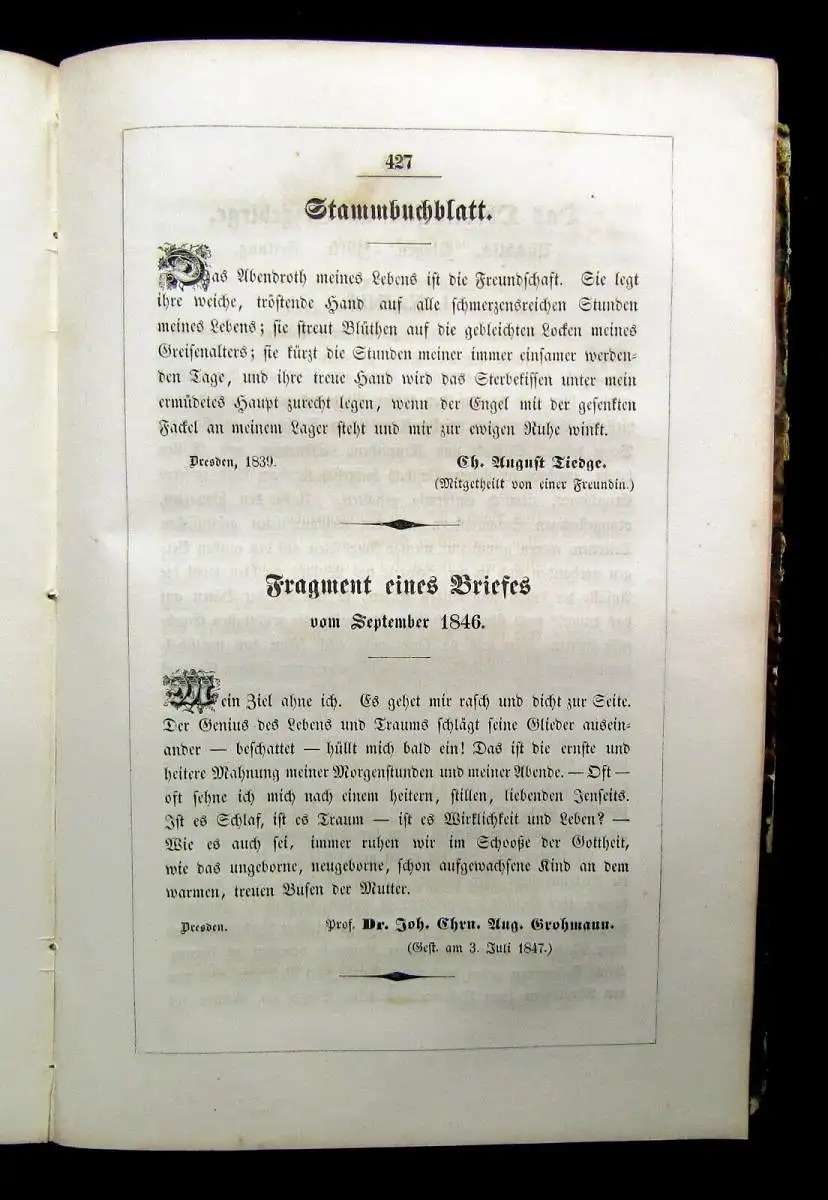 427
Stammbuchblatt.
Das Abendroth meines Lebens ist die Freundschaft. Sie legt
ihre weiche, tröstende Hand auf alle schmerzensreichen Stunden
meines Lebens; sie streut Blüthen auf die gebleichten Locken meines
Greisenalters; sie kürzt die Stunden meiner immer einsamer werden-
den Tage, und ihre treue Hand wird das Sterbekissen unter mein
ermüdetes Haupt zurecht legen, wenn der Engel mit der gesenkten
Fackel an meinem Lager steht und mir zur ewigen Ruhe winkt.
Dresden, 1839. Ch. August Tiedge.
(Mitgetheilt von einer Freundin.)
Fragment eines Briefes
vom September 1846.
Mein Ziel ahne ich. Es gehet mir rasch und dicht zur Seite.
Der Genius des Lebens und Traums schlägt seine Glieder ausein-
ander — beschattet — hüllt mich bald ein! Das ist die ernste und
heitere Mahnung meiner Morgenstunden und meiner Abende. — Oft —
oft sehne ich mich nach einem heitern, stillen, liebenden Jenseits.
Ist es Schlaf, ist es Traum — ist es Wirklichkeit und Leben? —
Wie es auch sei, immer ruhen wir im Schooße der Gottheit,
wie das ungeborne, neugeborne, schon aufgewachsene Kind an dem
warmen, treuen Busen der Mutter.
Dresden. Prof. Dr. Joh. Chrn. Aug. Grohmann.
(Gest. am 3. Juli 1847.)